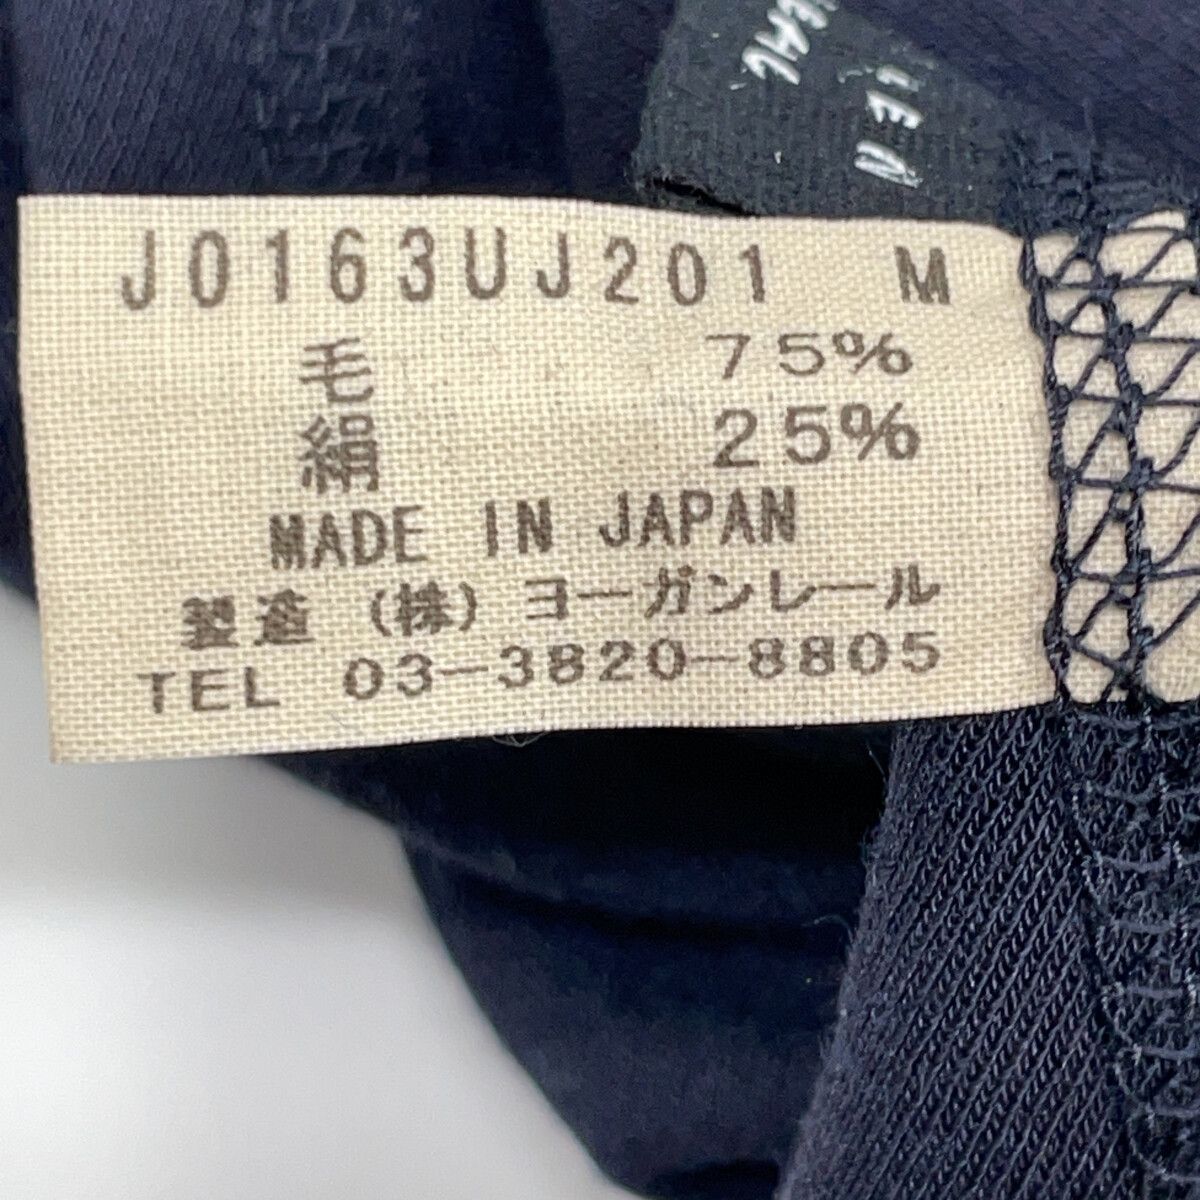 J0163UJ201 M
毛 75%
絹 25%
MADE IN JAPAN
製造 (株) ヨーガンレール
TEL 03-3820-8805